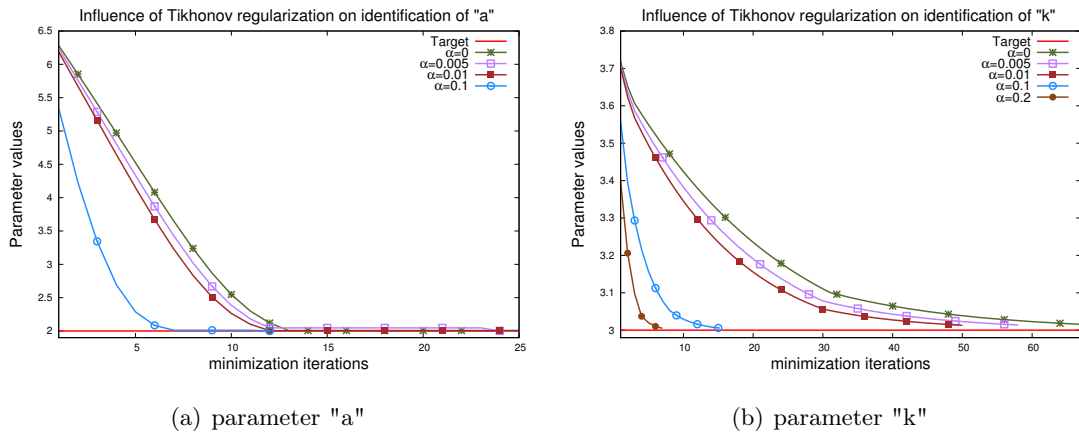 Influence of Tikhonov regularization on identification of "a"
Target
α=0
α=0.005
α=0.01
α=0.1
6.5
6
5.5
5
4.5
4
3.5
3
2.5
2
Parameter values
5
10
15
20
25
minimization iterations
(a) parameter "a"
Influence of Tikhonov regularization on identification of "k"
Target
α=0
α=0.005
α=0.01
α=0.1
α=0.2
3.8
3.7
3.6
3.5
3.4
3.3
3.2
3.1
3
Parameter values
10
20
30
40
50
60
minimization iterations
(b) parameter "k"